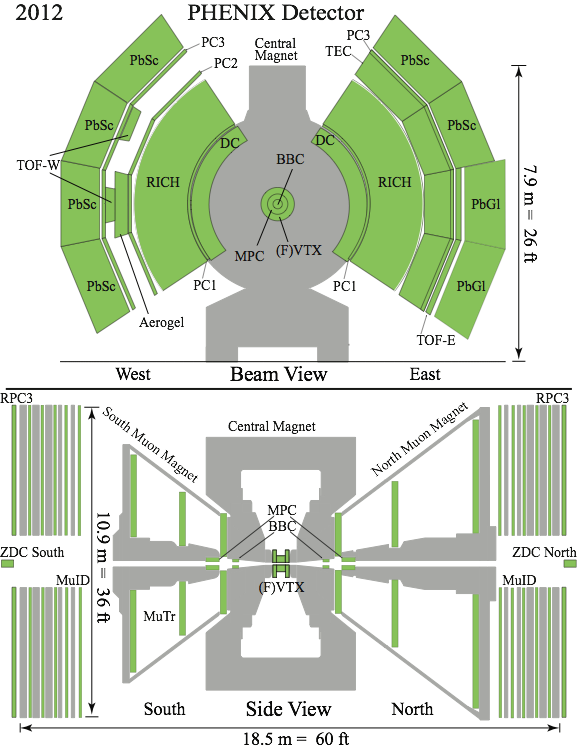 2012
PHENIX Detector
PC3
PC2
Central
Magnet
PC3
TEC
PbSc
PbSc
PbSc
PbSc
TOF-W
DC
DC
BBC
RICH
RICH
PbSc
PbGl
MPC
(F)VTX
7.9 m = 26 ft
PbSc
PbGl
PC1
PC1
Aerogel
TOF-E
West
Beam View
East
RPC3
RPC3
South Muon Magnet
Central Magnet
North Muon Magnet
MPC
BBC
10.9 m = 36 ft
ZDC South
ZDC North
MuID
(F)VTX
MuID
MuTr
South
Side View
North
18.5 m = 60 ft